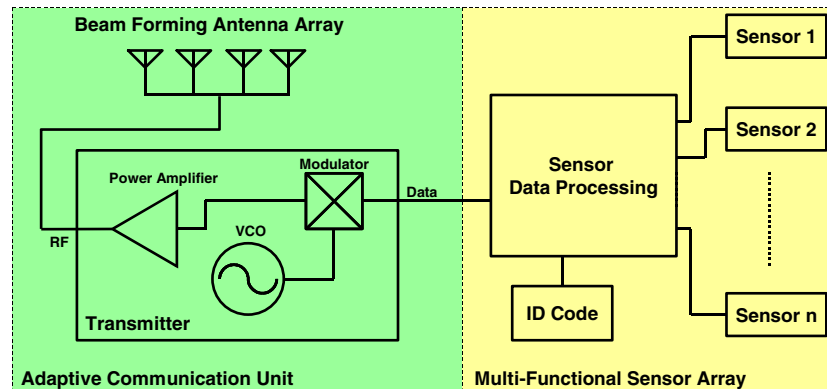 Beam Forming Antenna Array
Modulator
Power Amplifier
Data
VCO
RF
Transmitter
Adaptive Communication Unit
Sensor 1
Sensor 2
Sensor
Data Processing
ID Code
Sensor n
Multi-Functional Sensor Array